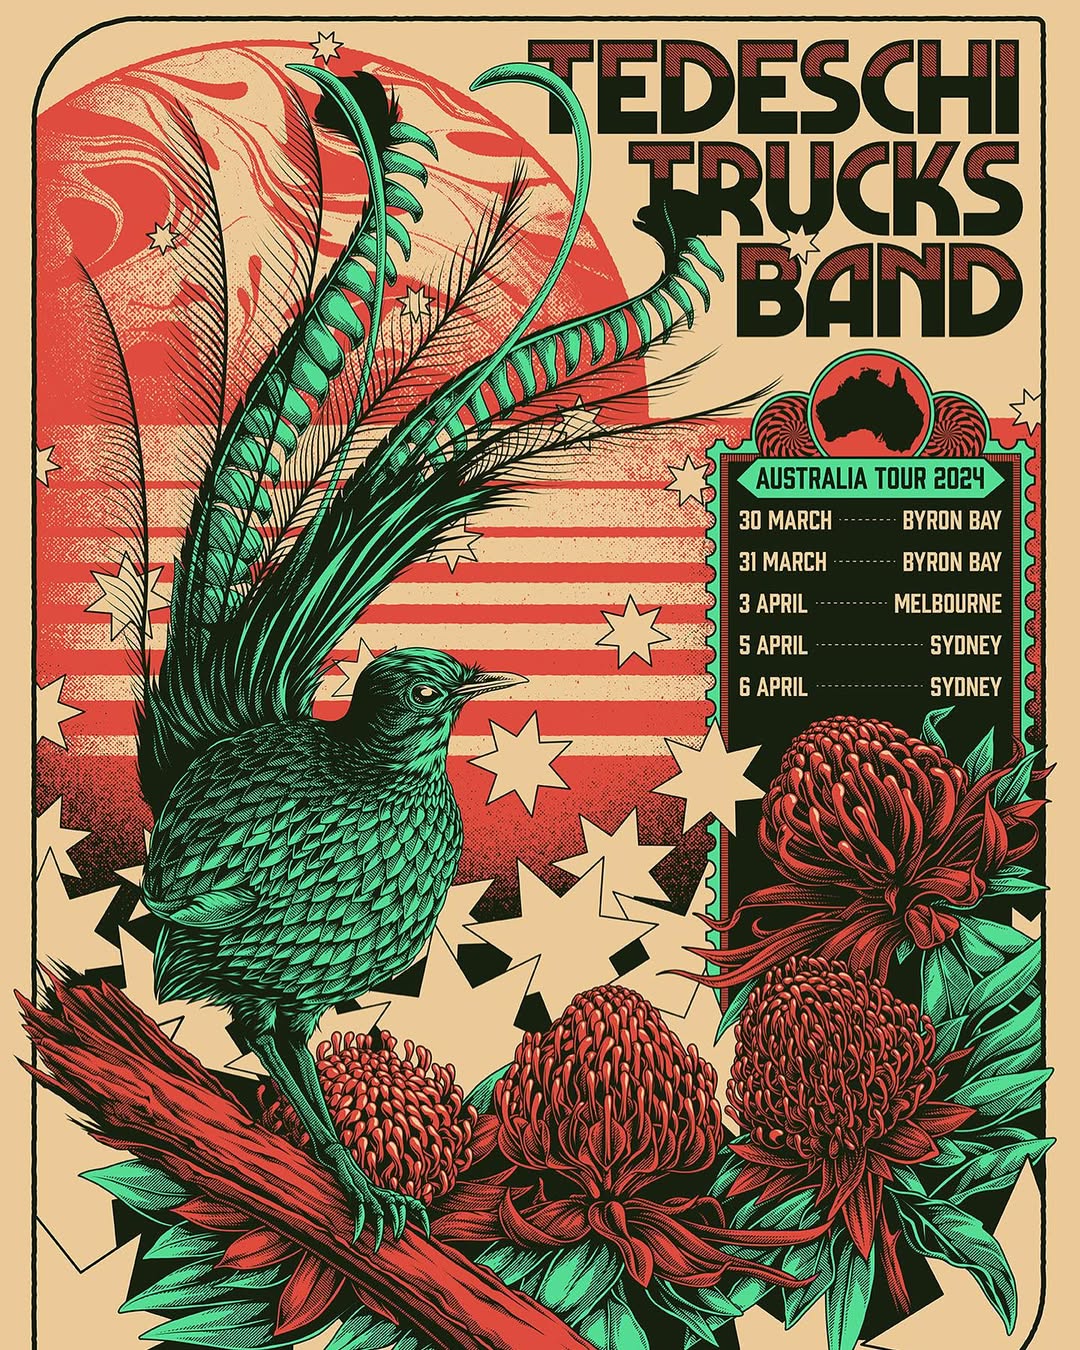 TEDESCHI
TRUCKS
BAND
AUSTRALIA TOUR 2024
30 MARCH BYRON BAY
31 MARCH BYRON BAY
3 APRIL MELBOURNE
5 APRIL SYDNEY
6 APRIL SYDNEY